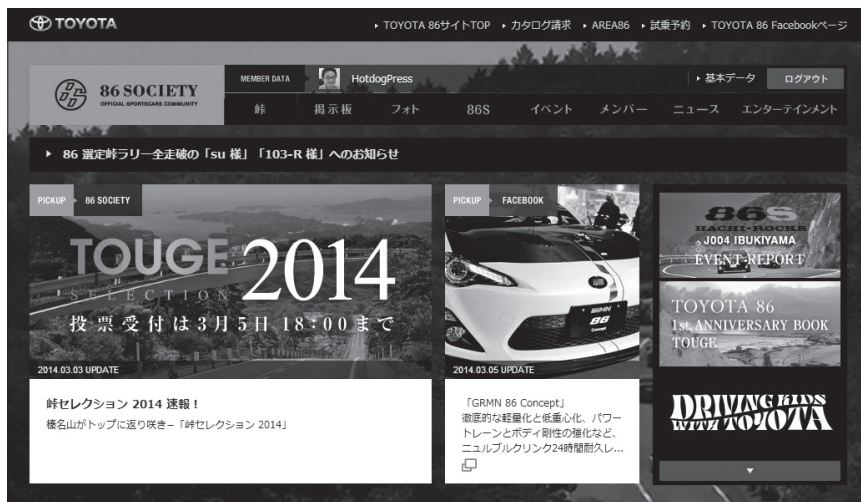 TOYOTA
TOYOTA 86サイトTOP
カタログ請求
AREA86
試乗予約
TOYOTA 86 Facebookページ
86 SOCIETY
OFFICIAL SPORTSCARS COMMUNITY
MEMBER DATA
HotdogPress
基本データ
ログアウト
峠
掲示板
フォト
86S
イベント
メンバー
ニュース
エンターテインメント
86 選定峠ラリー全走破の「su 様」「103-R 様」へのお知らせ
PICKUP
86 SOCIETY
TOUGE 2014
SELECTION
投票受付は3月5日 18:00まで
2014.03.03 UPDATE
峠セレクション 2014 速報！
榛名山がトップに返り咲き−「峠セレクション 2014」
PICKUP
FACEBOOK
GRMN
86
Concept
2014.03.05 UPDATE
「GRMN 86 Concept」
徹底的な軽量化と低重心化、パワー
トレーンとボディ剛性の強化など、
ニュルブルクリンク24時間耐久レ...
86S
HACHI-ROCKS
J004 IBUKIYAMA
EVENT REPORT
TOYOTA 86
1st. ANNIVERSARY BOOK
TOUGE
DRIVING KIDS
WITH TOYOTA